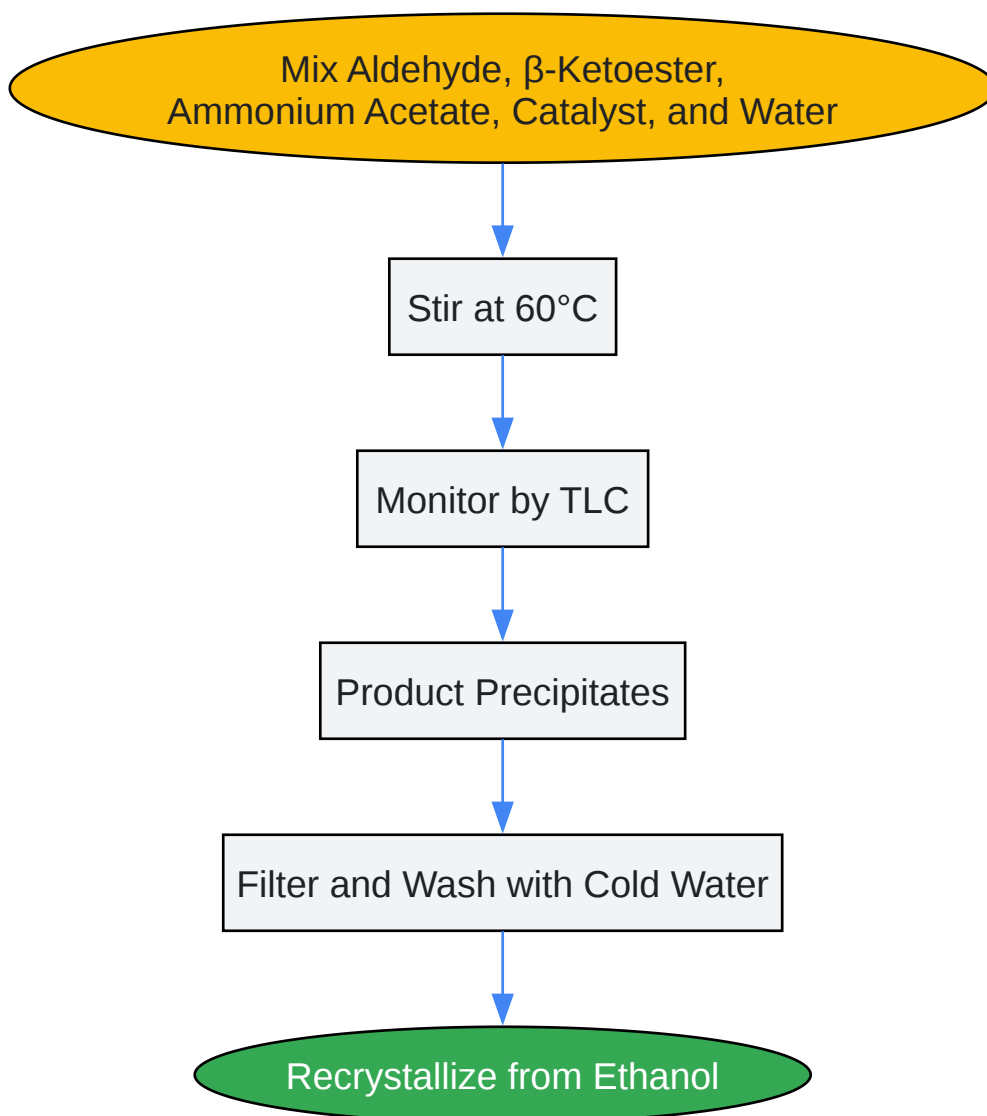 Mix Aldehyde, β-Ketoester,
Ammonium Acetate, Catalyst, and Water
Stir at 60°C
Monitor by TLC
Product Precipitates
Filter and Wash with Cold Water
Recrystallize from Ethanol